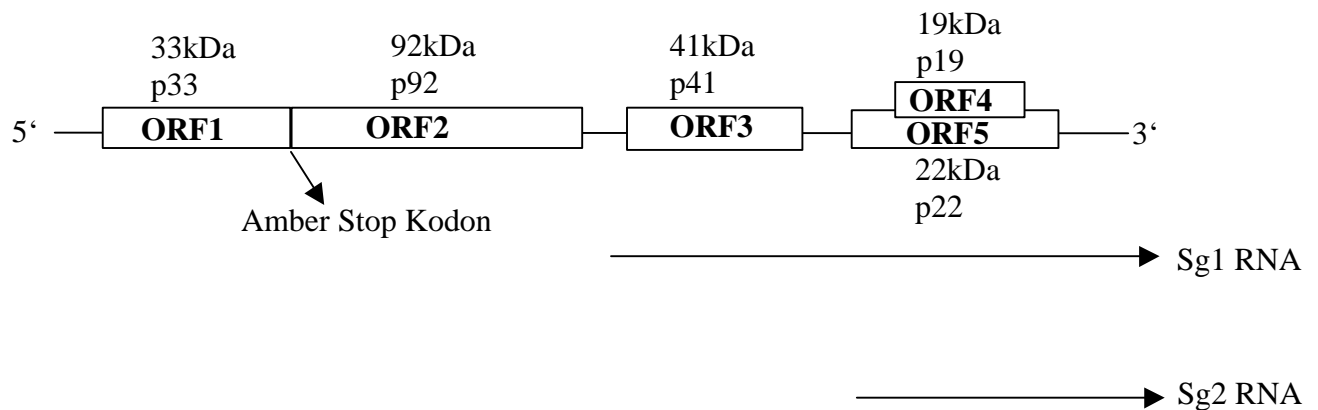 33kDa
p33
92kDa
p92
41kDa
p41
19kDa
p19
5‘
ORF1
ORF2
ORF3
ORF4
ORF5
3‘
22kDa
p22
Amber Stop Kodon
Sg1 RNA
Sg2 RNA